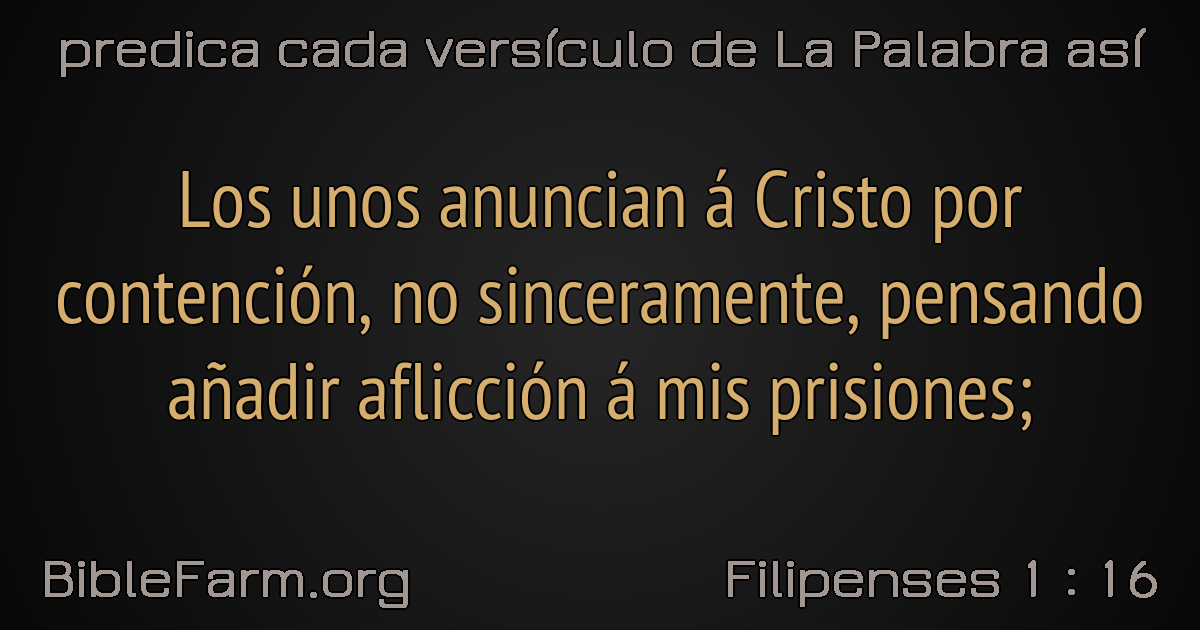 predica cada versículo de La Palabra así
Los unos anuncian á Cristo por
contención, no sinceramente, pensando
añadir aflicción á mis prisiones;
BibleFarm.org
Filipenses 1 : 16